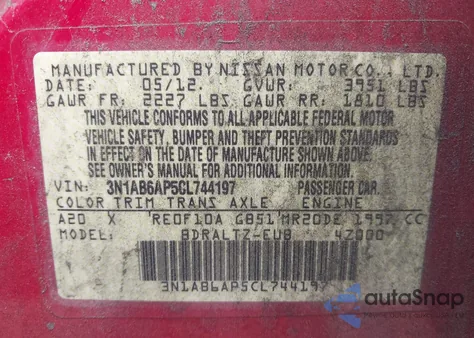 MANUFACTURED BY NISSAN MOTOR CO., LTD.
DATE: 05/12. GVWR: 3951 LBS
GAWR FR: 2227 LBS GAWR RR: 1810 LBS
THIS VEHICLE CONFORMS TO ALL APPLICABLE FEDERAL MOTOR
VEHICLE SAFETY, BUMPER AND THEFT PREVENTION STANDARDS
IN EFFECT ON THE DATE OF MANUFACTURE SHOWN ABOVE.
SEE OWNER'S MANUAL FOR ADDITIONAL INFORMATION.
VIN: 3N1AB6AP5CL744197 PASSENGER CAR
COLOR TRIM TRANS AXLE ENGINE
A20 X RE0F10A GB51 MR20DE 1997 CC
MODEL: BDRALTZ-EUB 4Z000
3N1AB6AP5CL744197
autoSnap